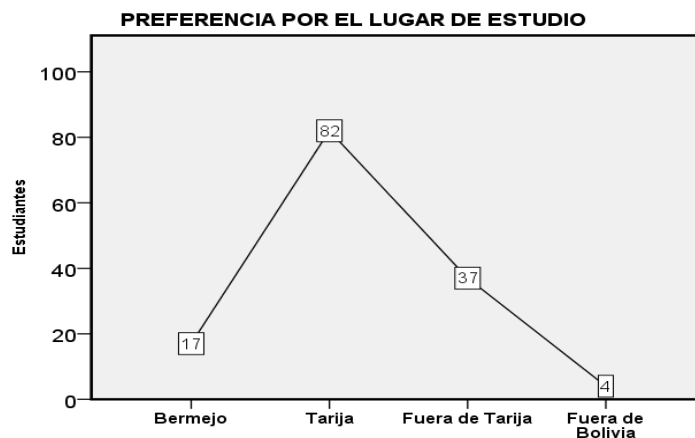 PREFERENCIA POR EL LUGAR DE ESTUDIO
100
80
60
40
20
0
Estudiantes
82
37
17
4
Bermejo
Tarija
Fuera de Tarija
Fuera de
Bolivia